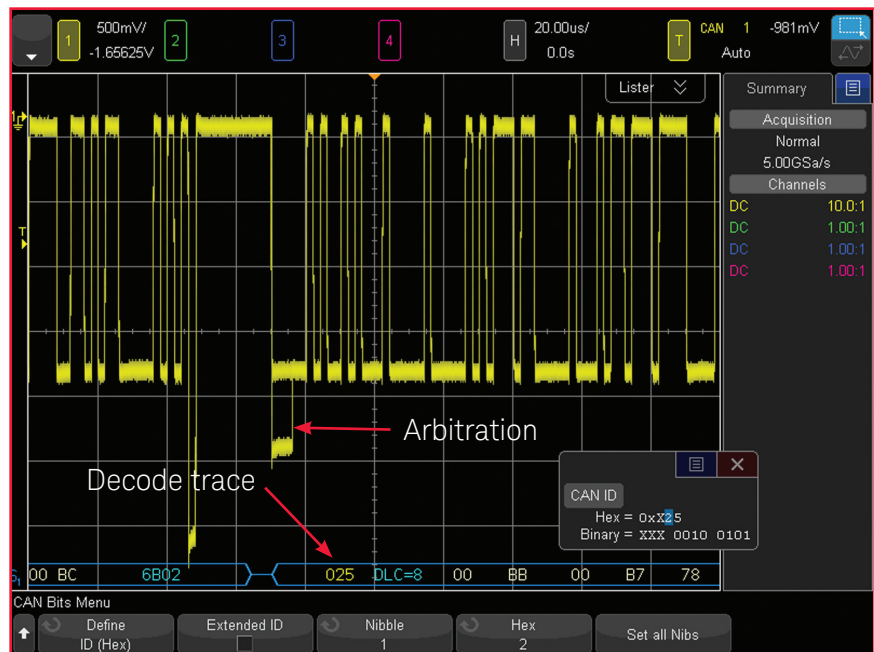 1 500mV/ -1.65625V 2 3 4 H 20.00us/ 0.0s T CAN 1 -981mV Auto
Lister
Summary
Acquisition
Normal
5.00GSa/s
Channels
DC 10.0:1
DC 1.00:1
DC 1.00:1
DC 1.00:1
T
Arbitration
Decode trace
CAN ID
Hex = 0xX25
Binary = XXX 0010 0101
S1 00 BC 6B02 025 DLC=8 00 BB 00 B7 78
CAN Bits Menu
Define Extended ID Nibble Hex Set all Nibs
ID (Hex) 1 2